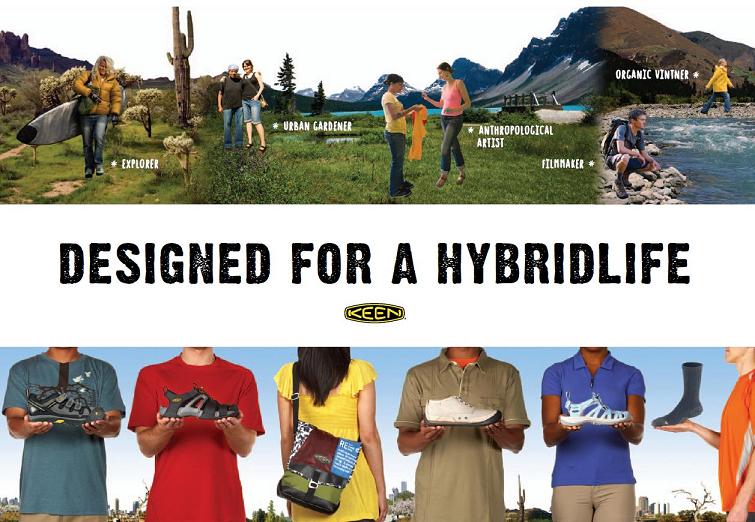 ORGANIC VINTNER *
* URBAN GARDENER
* ANTHROPOLOGICAL
ARTIST
* EXPLORER
FILMMAKER *
DESIGNED FOR A HYBRIDLIFE
KEEN